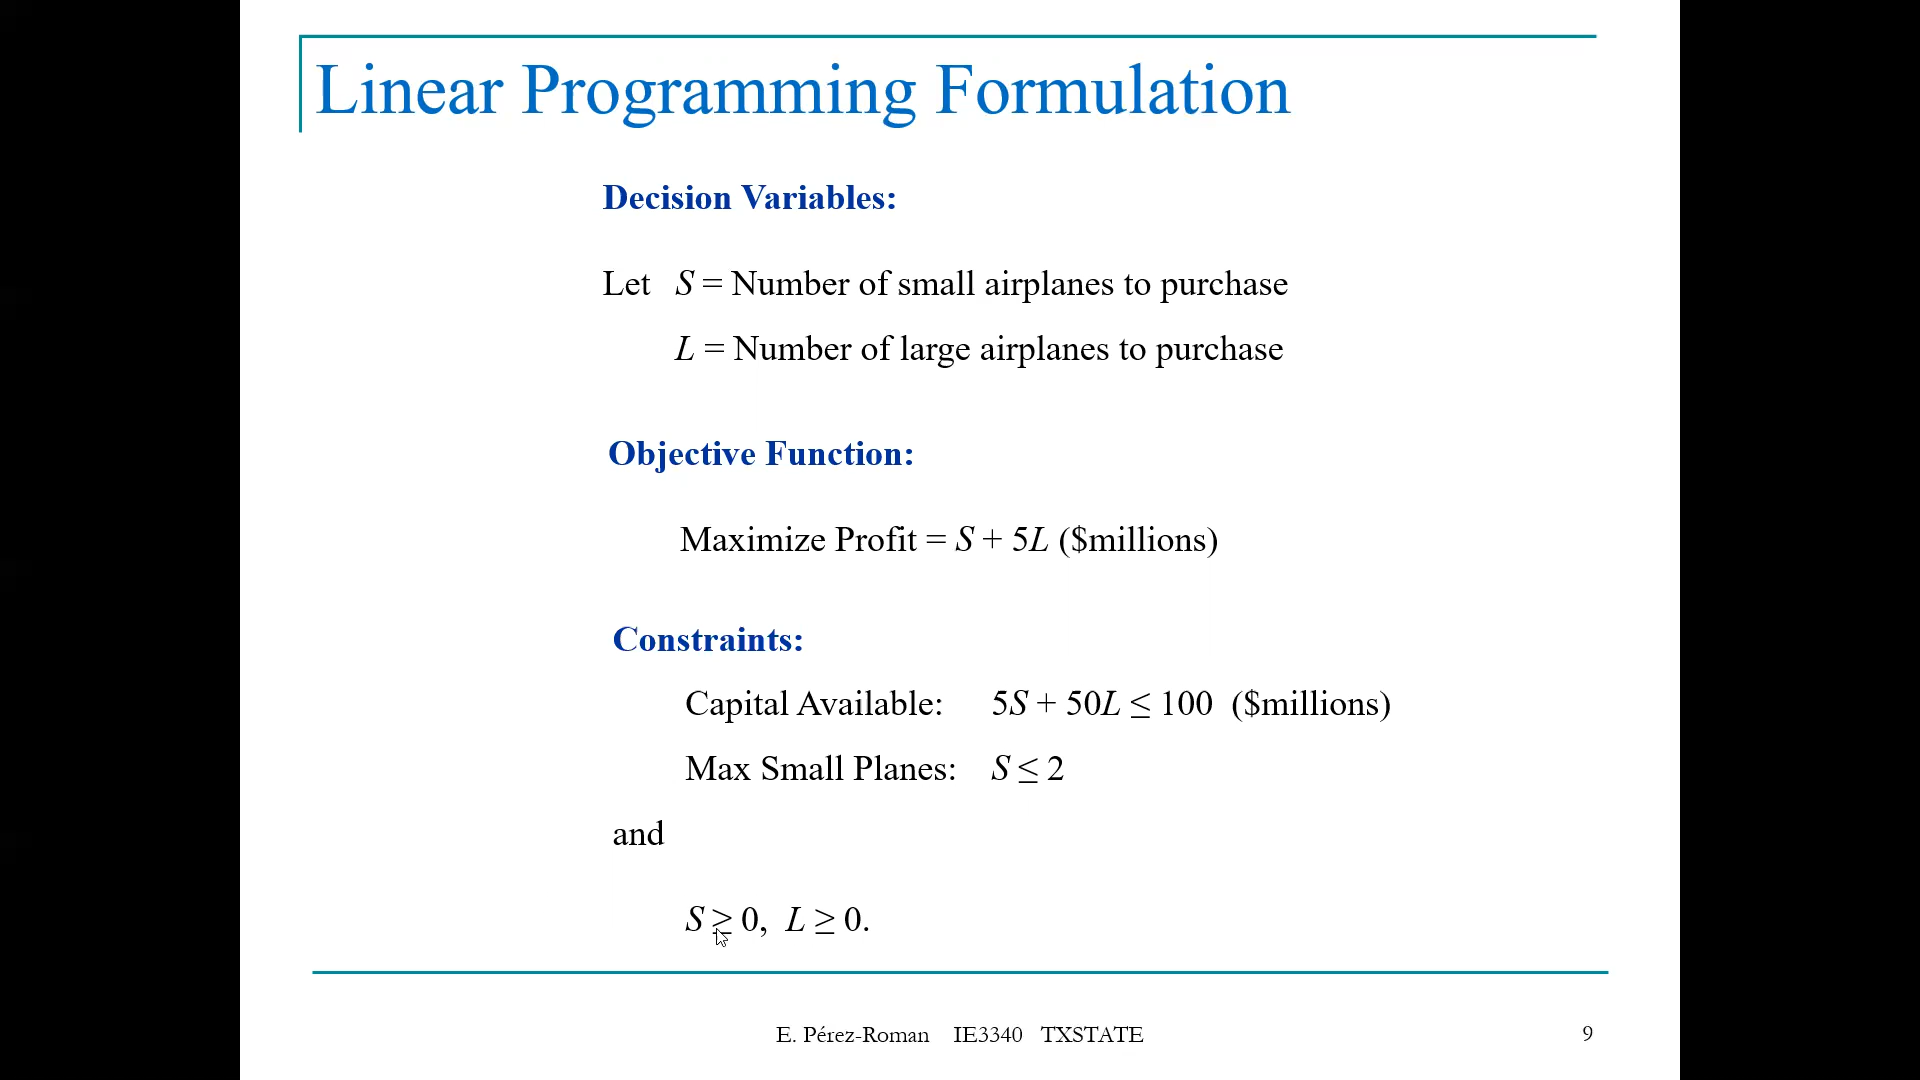 Linear Programming Formulation
Decision Variables:
Let S = Number of small airplanes to purchase
L = Number of large airplanes to purchase
Objective Function:
Maximize Profit = S + 5L ($millions)
Constraints:
Capital Available: 5S + 50L ≤ 100 ($millions)
Max Small Planes: S ≤ 2
and
S ≥ 0, L ≥ 0.
E. Pérez-Roman IE3340 TXSTATE 9